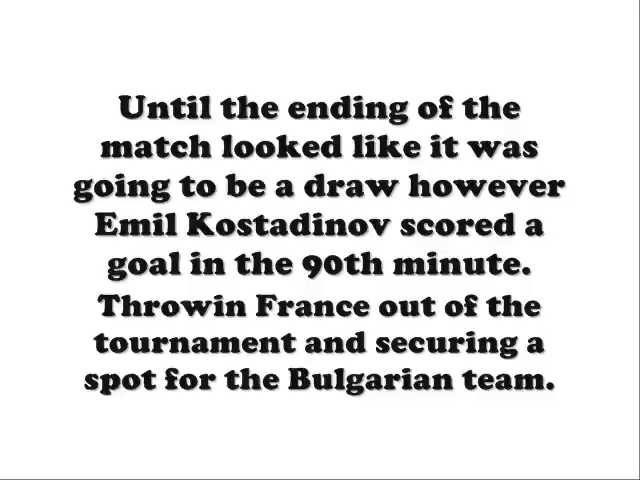 Until the ending of the
match looked like it was
going to be a draw however
Emil Kostadinov scored a
goal in the 90th minute.
Throwin France out of the
tournament and securing a
spot for the Bulgarian team.